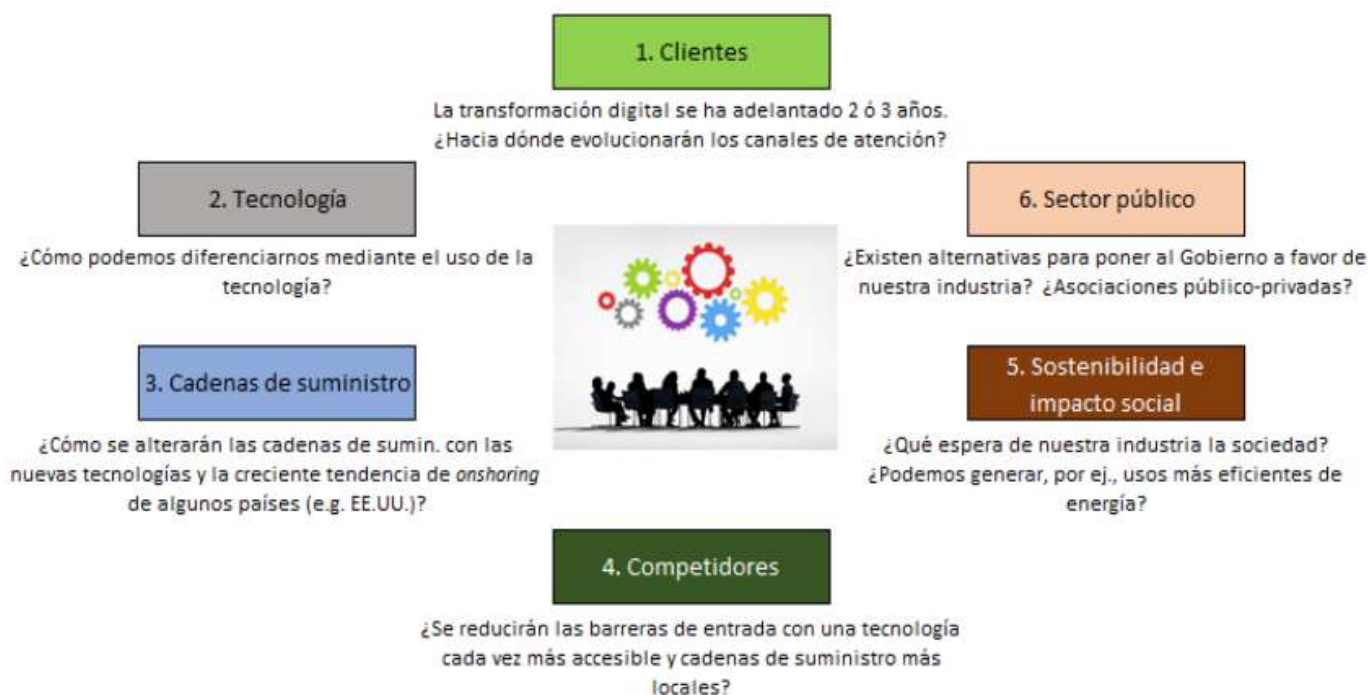 1. Clientes
La transformación digital se ha adelantado 2 ó 3 años.
¿Hacia dónde evolucionarán los canales de atención?
2. Tecnología
¿Cómo podemos diferenciarnos mediante el uso de la
tecnología?
3. Cadenas de suministro
¿Cómo se alterarán las cadenas de sumin. con las
nuevas tecnologías y la creciente tendencia de onshoring
de algunos países (e.g. EE.UU.)?
4. Competidores
¿Se reducirán las barreras de entrada con una tecnología
cada vez más accesible y cadenas de suministro más
locales?
5. Sostenibilidad e
impacto social
¿Qué espera de nuestra industria la sociedad?
¿Podemos generar, por ej., usos más eficientes de
energía?
6. Sector público
¿Existen alternativas para poner al Gobierno a favor de
nuestra industria? ¿Asociaciones público-privadas?